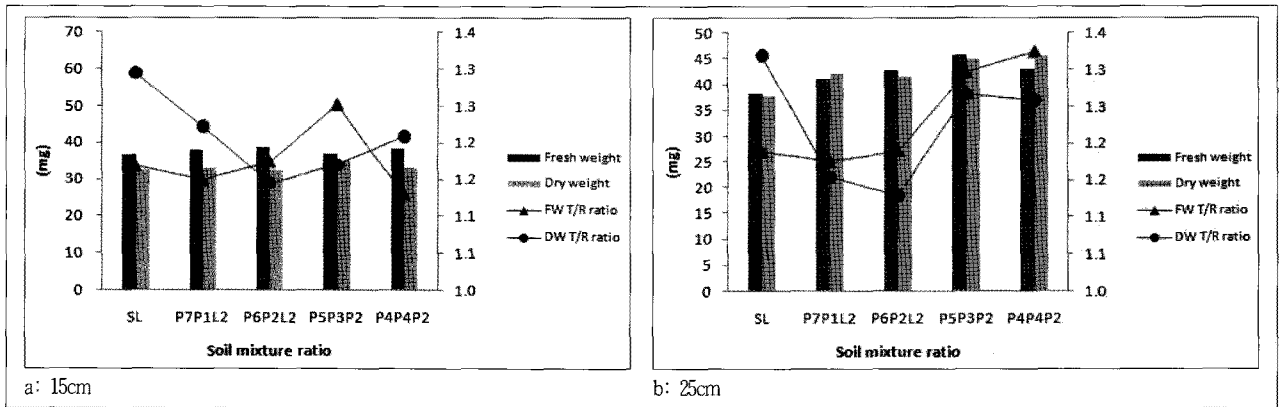 70
60
50
40
30
20
10
0
(mg)
1.4
1.3
1.3
1.2
1.2
1.1
1.1
1.0
SL P7P1L2 P6P2L2 P5P3P2 P4P4P2
Soil mixture ratio
Fresh weight
Dry weight
FW T/R ratio
DW T/R ratio
a: 15cm
50
45
40
35
30
25
20
15
10
5
0
(mg)
1.4
1.3
1.3
1.2
1.2
1.1
1.1
1.0
SL P7P1L2 P6P2L2 P5P3P2 P4P4P2
Soil mixture ratio
Fresh weight
Dry weight
FW T/R ratio
DW T/R ratio
b: 25cm